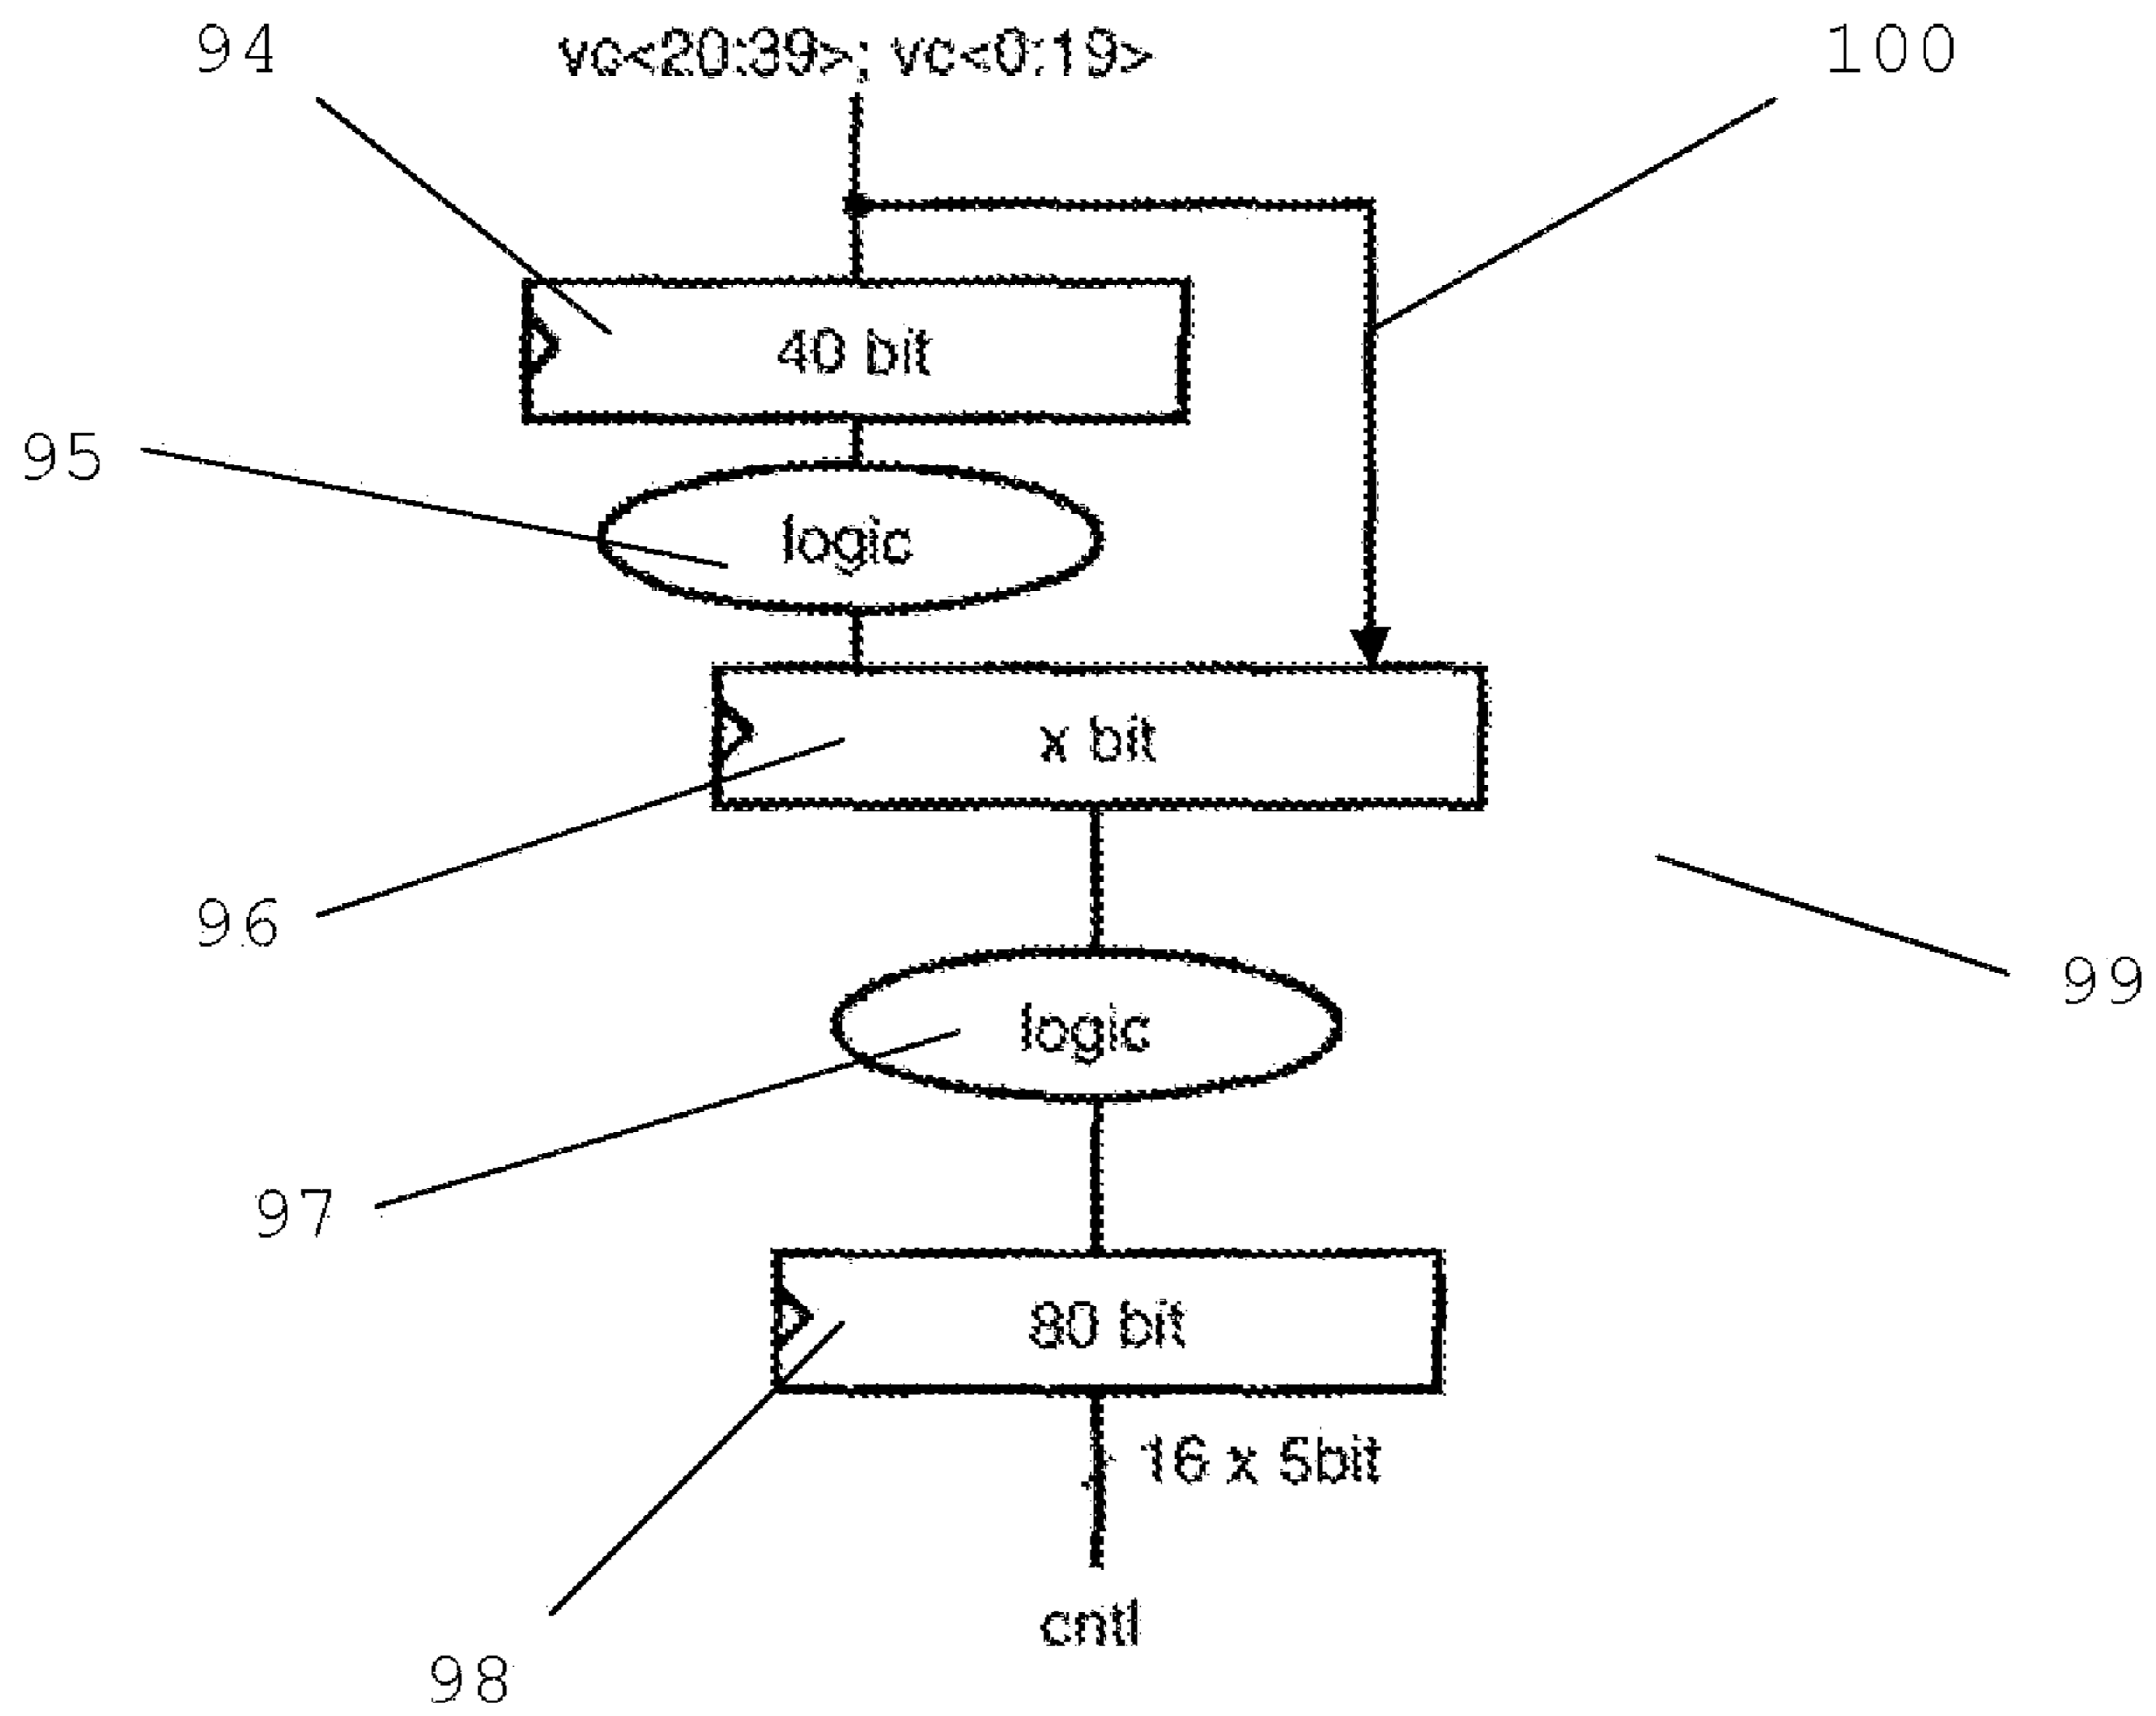 94
vc<20:39>; vc<0:19>
100
40 bit
95
logic
x bit
96
99
logic
97
80 bit
16 x 5bit
cntl
98